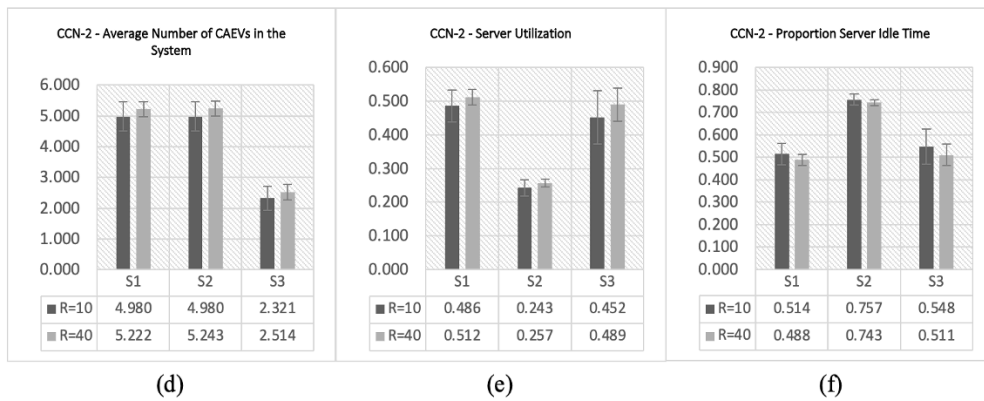 CCN-2 - Average Number of CAEVs in the
System
6.000
5.000
4.000
3.000
2.000
1.000
0.000
S1 S2 S3
R=10 4.980 4.980 2.321
R=40 5.222 5.243 2.514
(d)
CCN-2 - Server Utilization
0.600
0.500
0.400
0.300
0.200
0.100
0.000
S1 S2 S3
R=10 0.486 0.243 0.452
R=40 0.512 0.257 0.489
(e)
CCN-2 - Proportion Server Idle Time
0.900
0.800
0.700
0.600
0.500
0.400
0.300
0.200
0.100
0.000
S1 S2 S3
R=10 0.514 0.757 0.548
R=40 0.488 0.743 0.511
(f)